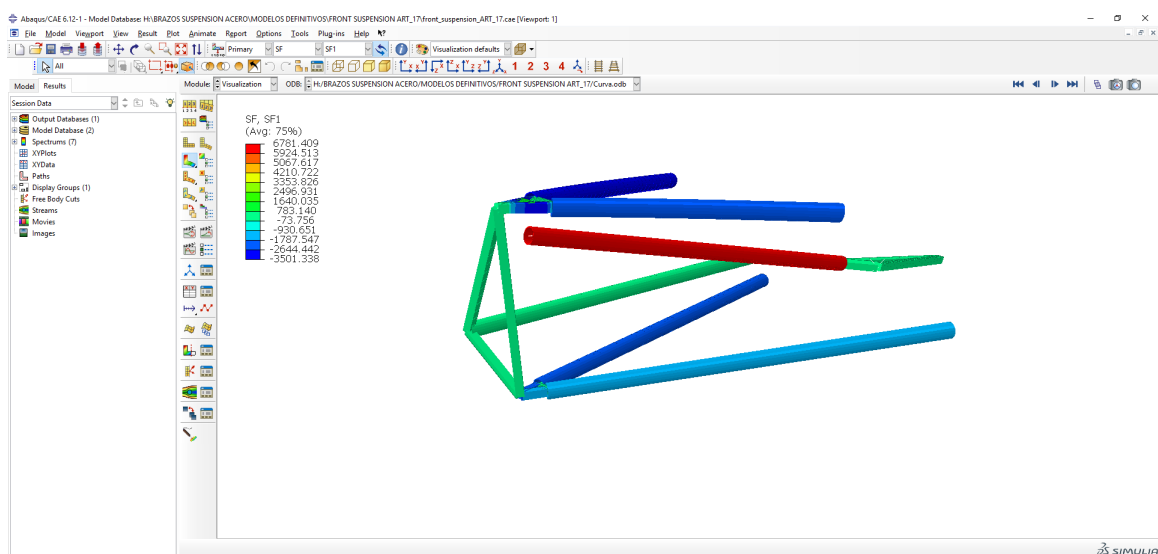 Abaqus/CAE 6.12-1 - Model Database: H:\BRAZOS SUSPENSION ACERO\MODELOS DEFINITIVOS\FRONT SUSPENSION ART_17\front_suspension_ART_17.cae [Viewport: 1]
File Model Viewport View Result Plot Animate Report Options Tools Plug-ins Help
Primary SF SF1 Visualization defaults
All 1 2 3 4
Model Results Module: Visualization ODB: H:/BRAZOS SUSPENSION ACERO/MODELOS DEFINITIVOS/FRONT SUSPENSION ART_17/Curva.odb
Session Data
Output Databases (1)
Model Database (2)
Spectrums (7)
XYPlots
XYData
Paths
Display Groups (1)
Free Body Cuts
Streams
Movies
Images
SF, SF1
(Avg: 75%)
6781.409
5924.513
5067.617
4210.722
3353.826
2496.931
1640.035
783.140
-73.756
-930.651
-1787.547
-2644.442
-3501.338
SIMULIA